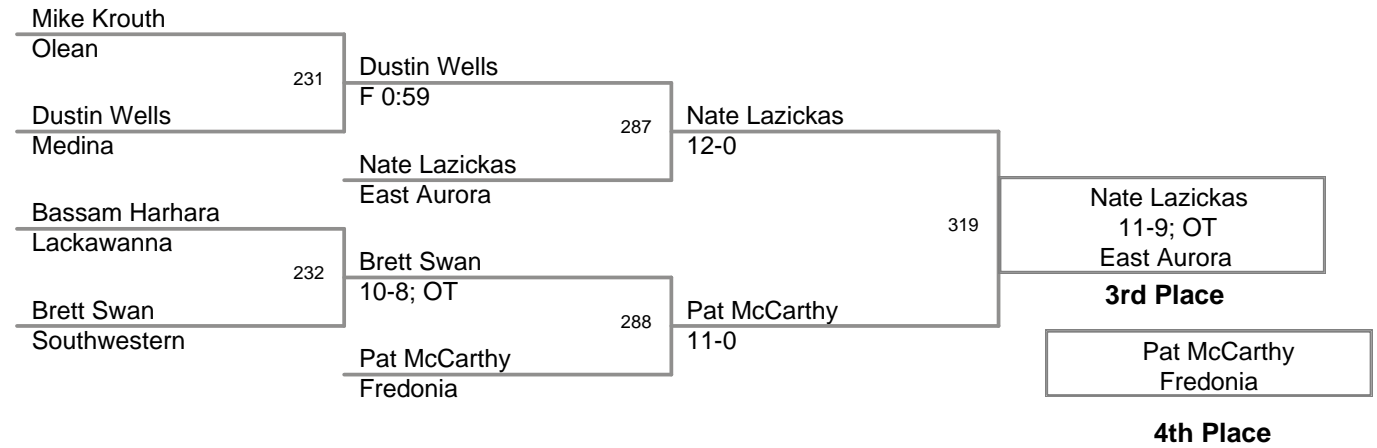 Mike Krouth
Olean
231
Dustin Wells
F 0:59
Dustin Wells
Medina
287
Nate Lazickas
12-0
Nate Lazickas
East Aurora
Bassam Harhara
Lackawanna
319
Nate Lazickas
11-9; OT
East Aurora
3rd Place
232
Brett Swan
10-8; OT
Brett Swan
Southwestern
288
Pat McCarthy
11-0
Pat McCarthy
Fredonia
Pat McCarthy
Fredonia
4th Place